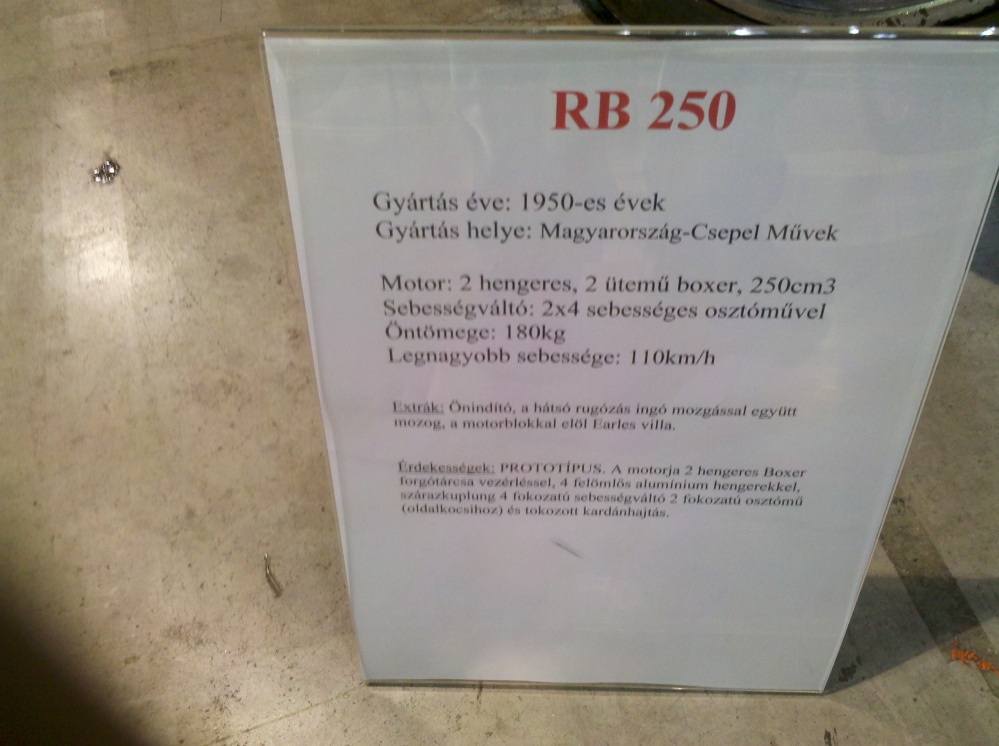 RB 250
Gyártás éve: 1950-es évek
Gyártás helye: Magyarország-Csepel Művek
Motor: 2 hengeres, 2 ütemű boxer, 250cm3
Sebességváltó: 2x4 sebességes osztóművel
Öntömege: 180kg
Legnagyobb sebessége: 110km/h
Extrák: Önindító, a hátsó rugózás ingó mozgással együtt
mozog, a motorblokkal elöl Earles villa.
Érdekességek: PROTOTÍPUS. A motorja 2 hengeres Boxer
forgótárcsa vezérléssel, 4 felömlős alumínium hengerekkel,
szárazkuplung 4 fokozatú sebességváltó 2 fokozatú osztómű
(oldalkocsihoz) és tokozott kardánhajtás.